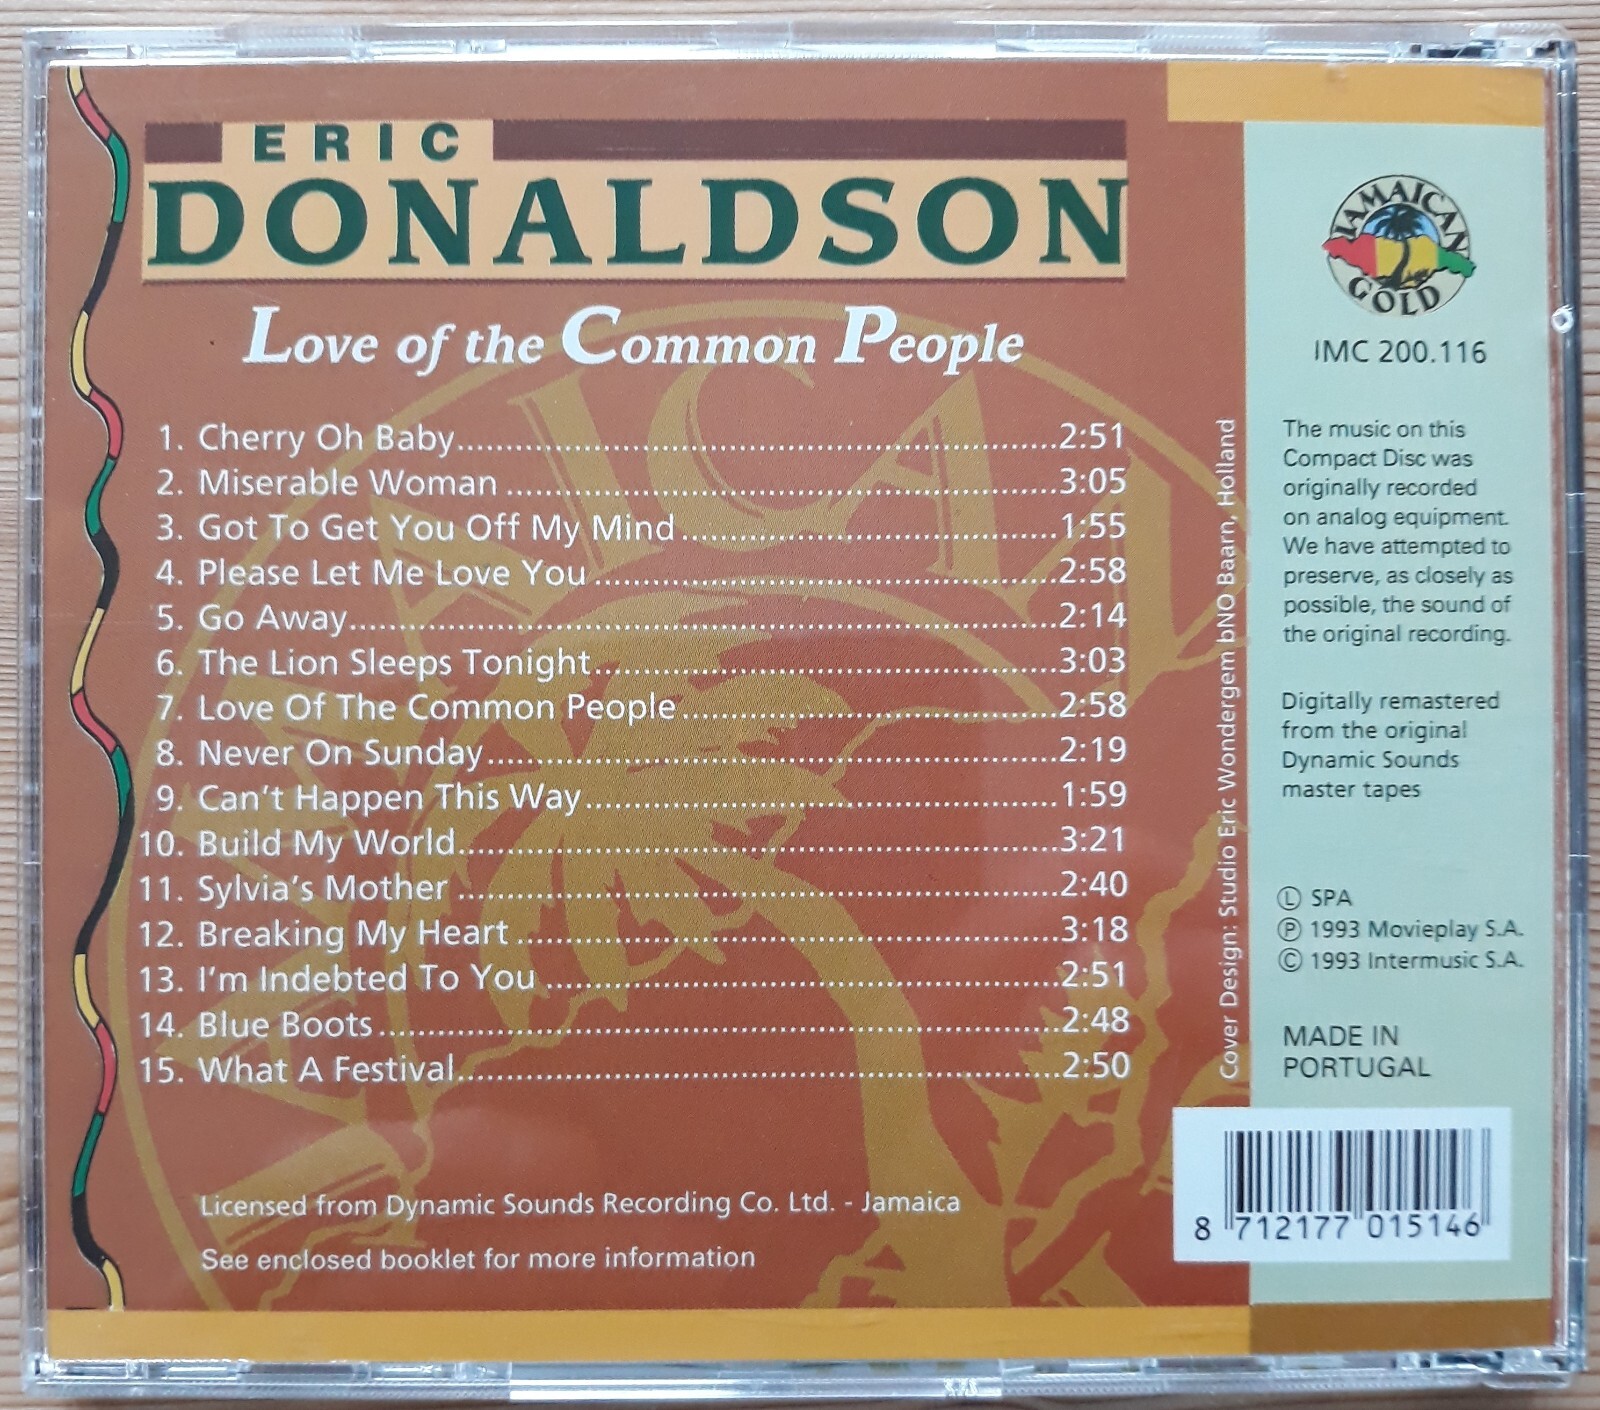 ERIC
DONALDSON
Love of the Common People
1. Cherry Oh Baby..........2:51
2. Miserable Woman..........3:05
3. Got To Get You Off My Mind..........1:55
4. Please Let Me Love You..........2:58
5. Go Away..........2:14
6. The Lion Sleeps Tonight..........3:03
7. Love Of The Common People..........2:58
8. Never On Sunday..........2:19
9. Can't Happen This Way..........1:59
10. Build My World..........3:21
11. Sylvia's Mother..........2:40
12. Breaking My Heart..........3:18
13. I'm Indebted To You..........2:51
14. Blue Boots..........2:48
15. What A Festival..........2:50
Licensed from Dynamic Sounds Recording Co. Ltd. - Jamaica
See enclosed booklet for more information
Cover Design: Studio Eric Wondergem bNO Baarn, Holland
JAMAICAN
GOLD
IMC 200.116
The music on this
Compact Disc was
originally recorded
on analog equipment.
We have attempted to
preserve, as closely as
possible, the sound of
the original recording.
Digitally remastered
from the original
Dynamic Sounds
master tapes
Ⓛ SPA
Ⓟ 1993 Movieplay S.A.
© 1993 Intermusic S.A.
MADE IN
PORTUGAL
8 712177 015146